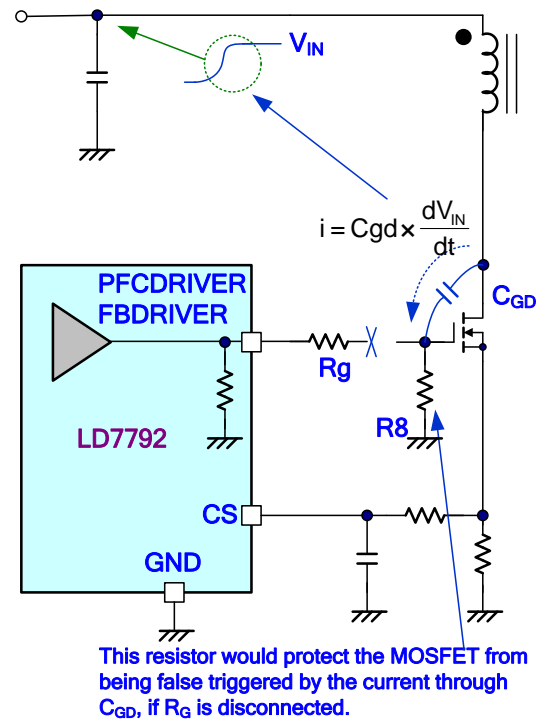 VIN
i = Cgd × dVIN/dt
CGD
PFCDRIVER
FBDRIVER
Rg
R8
LD7792
CS
GND
This resistor would protect the MOSFET from
being false triggered by the current through
CGD, if RG is disconnected.